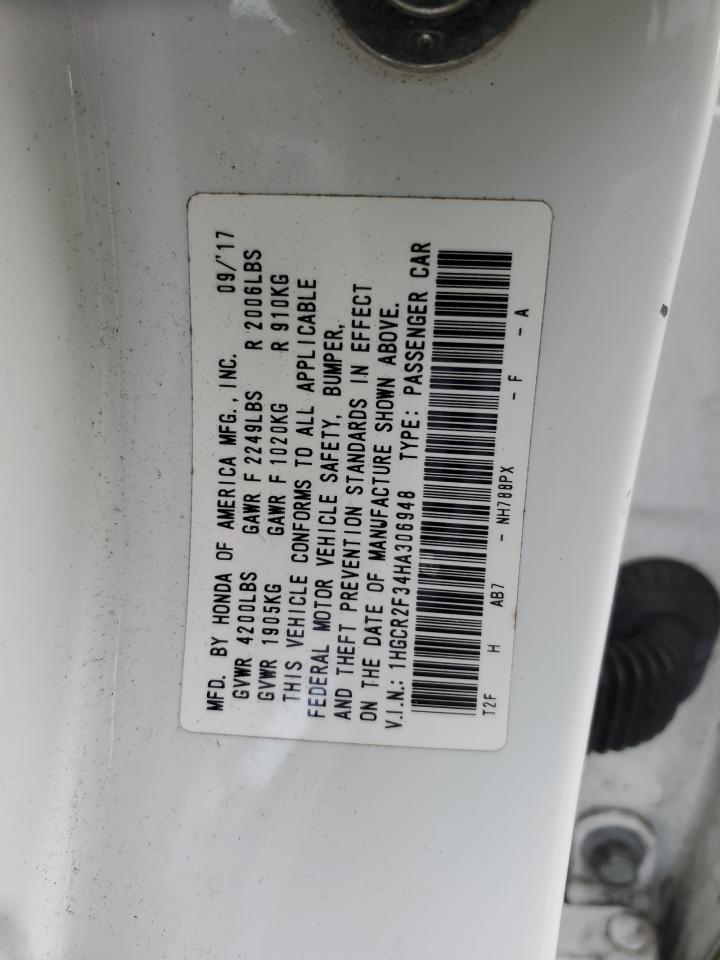 MFD. BY HONDA OF AMERICA MFG., INC. 09/'17
GVWR 4200LBS GAWR F 2249LBS R 2006LBS
GVWR 1905KG GAWR F 1020KG R 910KG
THIS VEHICLE CONFORMS TO ALL APPLICABLE
FEDERAL MOTOR VEHICLE SAFETY, BUMPER,
AND THEFT PREVENTION STANDARDS IN EFFECT
ON THE DATE OF MANUFACTURE SHOWN ABOVE.
V.I.N.: 1HGCR2F34HA306948 TYPE: PASSENGER CAR
T2F H AB7 - NH788PX - F - A